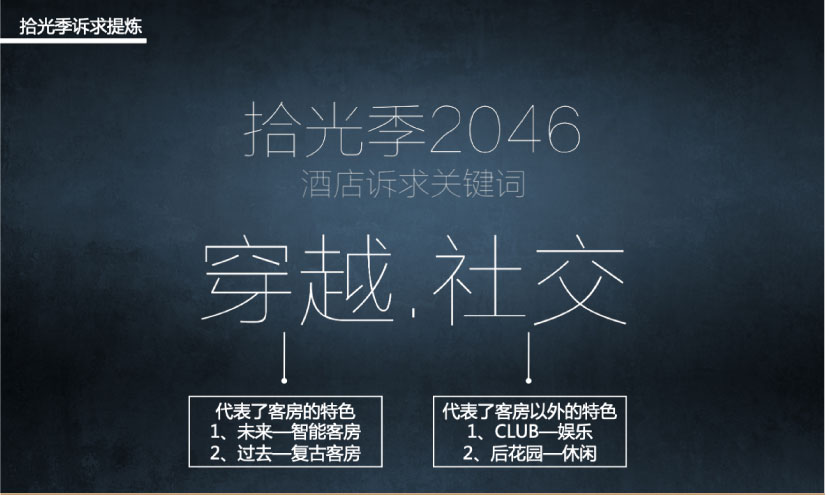 拾光季诉求提炼
拾光季2046
酒店诉求关键词
穿越.社交
代表了客房的特色
1、未来—智能客房
2、过去—复古客房
代表了客房以外的特色
1、CLUB—娱乐
2、后花园—休闲